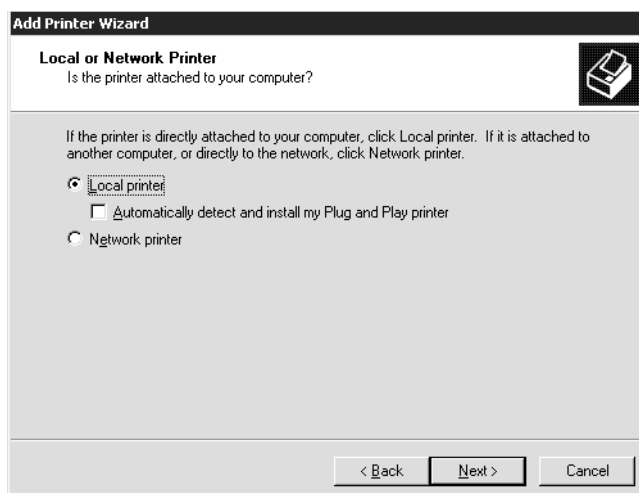 Add Printer Wizard
Local or Network Printer
Is the printer attached to your computer?
If the printer is directly attached to your computer, click Local printer. If it is attached to
another computer, or directly to the network, click Network printer.
Local printer
Automatically detect and install my Plug and Play printer
Network printer
< Back
Next >
Cancel